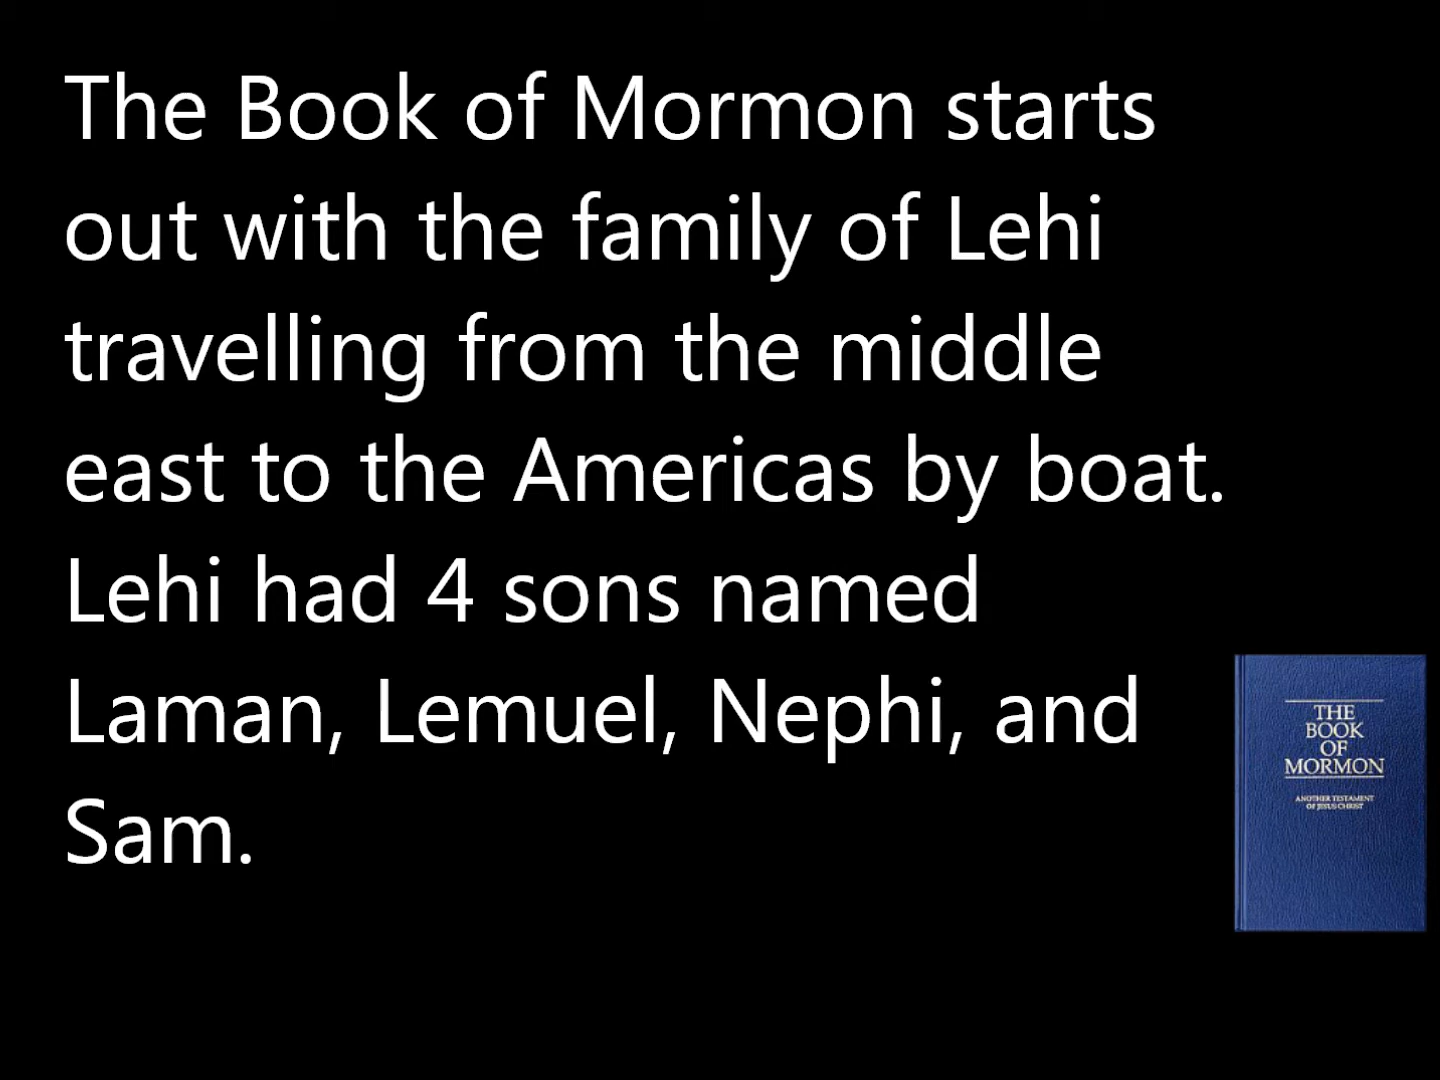 The Book of Mormon starts
out with the family of Lehi
travelling from the middle
east to the Americas by boat.
Lehi had 4 sons named
Laman, Lemuel, Nephi, and
Sam.
THE
BOOK
OF
MORMON
ANOTHER TESTAMENT
OF JESUS CHRIST